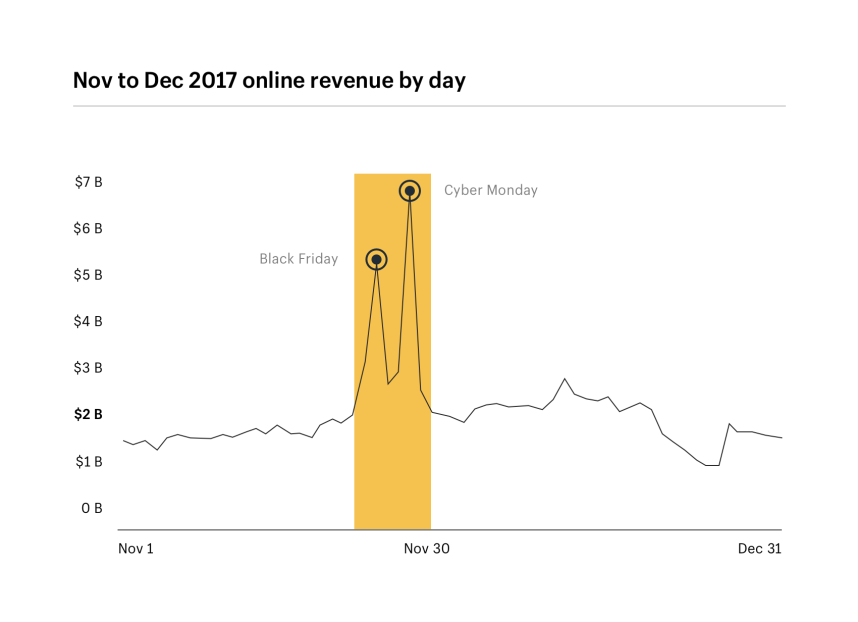 Nov to Dec 2017 online revenue by day
$7 B
Cyber Monday
$6 B
Black Friday
$5 B
$4 B
$3 B
$2 B
$1 B
0 B
Nov 1
Nov 30
Dec 31